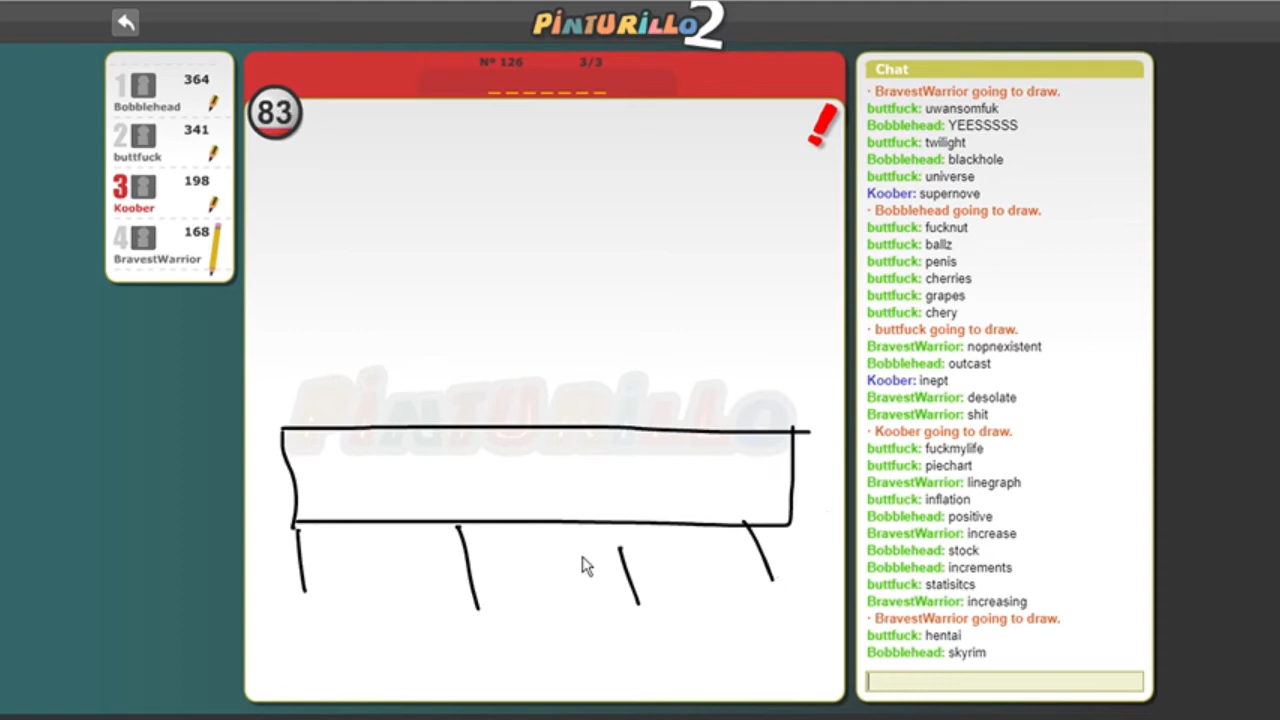 PiNTURiLLO2
Nº 126 3/3
_ _ _ _ _ _ _
83
1 364
Bobblehead
2 341
buttfuck
3 198
Koober
4 168
BravestWarrior
PiNTURiLLO
Chat
· BravestWarrior going to draw.
buttfuck: uwansomfuk
Bobblehead: YEESSSSS
buttfuck: twilight
Bobblehead: blackhole
buttfuck: universe
Koober: supernove
· Bobblehead going to draw.
buttfuck: fucknut
buttfuck: ballz
buttfuck: penis
buttfuck: cherries
buttfuck: grapes
buttfuck: chery
· buttfuck going to draw.
BravestWarrior: nopnexistent
Bobblehead: outcast
Koober: inept
BravestWarrior: desolate
BravestWarrior: shit
· Koober going to draw.
buttfuck: fuckmylife
buttfuck: piechart
BravestWarrior: linegraph
buttfuck: inflation
Bobblehead: positive
BravestWarrior: increase
Bobblehead: stock
Bobblehead: increments
buttfuck: statisitcs
BravestWarrior: increasing
· BravestWarrior going to draw.
buttfuck: hentai
Bobblehead: skyrim